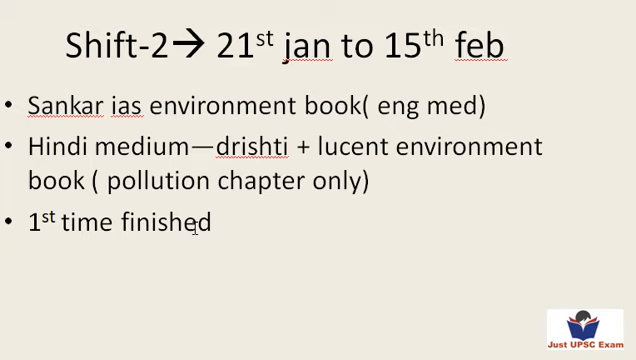 Shift-2→ 21st jan to 15th feb
• Sankar ias environment book( eng med)
• Hindi medium—drishti + lucent environment
book ( pollution chapter only)
• 1st time finished
Just UPSC Exam